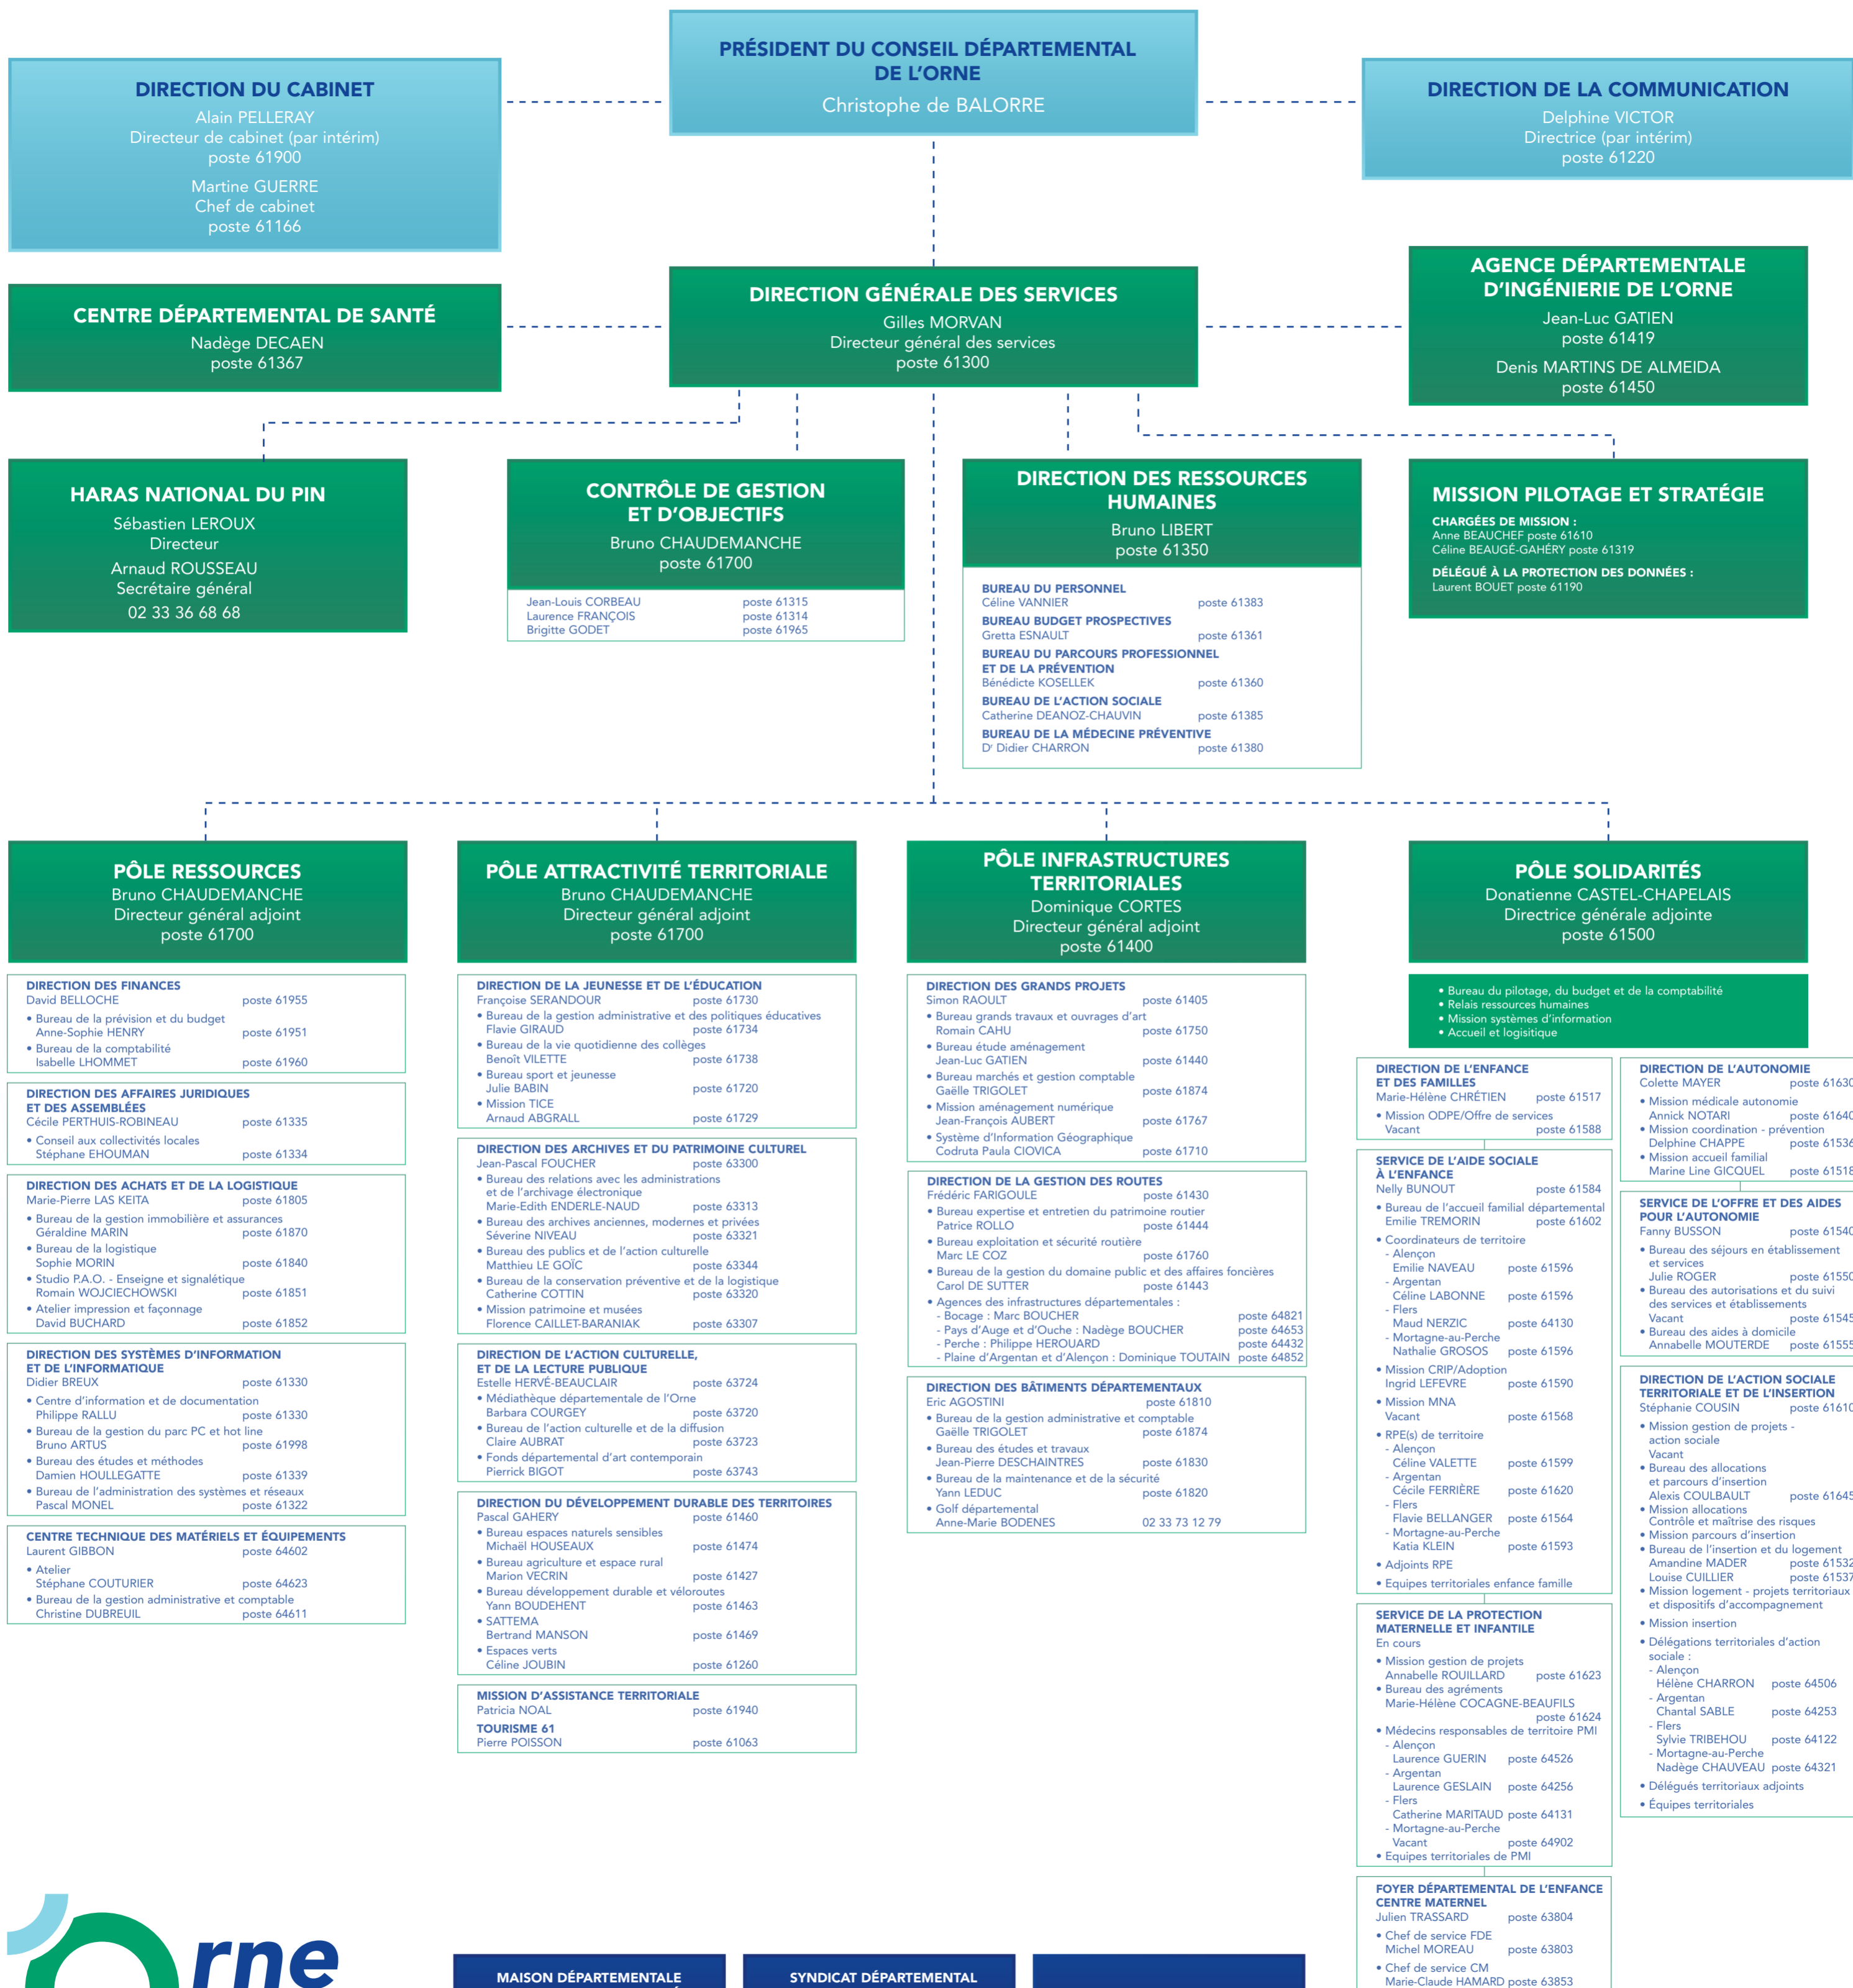 PRÉSIDENT DU CONSEIL DÉPARTEMENTAL
DE L'ORNE
Christophe de BALORRE
DIRECTION DU CABINET
Alain PELLERAY
Directeur de cabinet (par intérim)
poste 61900
Martine GUERRE
Chef de cabinet
poste 61166
DIRECTION DE LA COMMUNICATION
Delphine VICTOR
Directrice (par intérim)
poste 61220
CENTRE DÉPARTEMENTAL DE SANTÉ
Nadège DECAEN
poste 61367
DIRECTION GÉNÉRALE DES SERVICES
Gilles MORVAN
Directeur général des services
poste 61300
AGENCE DÉPARTEMENTALE
D'INGÉNIERIE DE L'ORNE
Jean-Luc GATIEN
poste 61419
Denis MARTINS DE ALMEIDA
poste 61450
HARAS NATIONAL DU PIN
Sébastien LEROUX
Directeur
Arnaud ROUSSEAU
Secrétaire général
02 33 36 68 68
CONTRÔLE DE GESTION
ET D'OBJECTIFS
Bruno CHAUDEMANCHE
poste 61700
Jean-Louis CORBEAU poste 61315
Laurence FRANÇOIS poste 61314
Brigitte GODET poste 61965
DIRECTION DES RESSOURCES
HUMAINES
Bruno LIBERT
poste 61350
BUREAU DU PERSONNEL
Céline VANNIER poste 61383
BUREAU BUDGET PROSPECTIVES
Gretta ESNAULT poste 61361
BUREAU DU PARCOURS PROFESSIONNEL
ET DE LA PRÉVENTION
Bénédicte KOSELLEK poste 61360
BUREAU DE L'ACTION SOCIALE
Catherine DEANOZ-CHAUVIN poste 61385
BUREAU DE LA MÉDECINE PRÉVENTIVE
Dr Didier CHARRON poste 61380
MISSION PILOTAGE ET STRATÉGIE
CHARGÉES DE MISSION :
Anne BEAUCHEF poste 61610
Céline BEAUGÉ-GAHÉRY poste 61319
DÉLÉGUÉ À LA PROTECTION DES DONNÉES :
Laurent BOUET poste 61190
PÔLE RESSOURCES
Bruno CHAUDEMANCHE
Directeur général adjoint
poste 61700
DIRECTION DES FINANCES
David BELLOCHE poste 61955
• Bureau de la prévision et du budget
Anne-Sophie HENRY poste 61951
• Bureau de la comptabilité
Isabelle LHOMMET poste 61960
DIRECTION DES AFFAIRES JURIDIQUES
ET DES ASSEMBLÉES
Cécile PERTHUIS-ROBINEAU poste 61335
• Conseil aux collectivités locales
Stéphane EHOUMAN poste 61334
DIRECTION DES ACHATS ET DE LA LOGISTIQUE
Marie-Pierre LAS KEITA poste 61805
• Bureau de la gestion immobilière et assurances
Géraldine MARIN poste 61870
• Bureau de la logistique
Sophie MORIN poste 61840
• Studio P.A.O. - Enseigne et signalétique
Romain WOJCIECHOWSKI poste 61851
• Atelier impression et façonnage
David BUCHARD poste 61852
DIRECTION DES SYSTÈMES D'INFORMATION
ET DE L'INFORMATIQUE
Didier BREUX poste 61330
• Centre d'information et de documentation
Philippe RALLU poste 61330
• Bureau de la gestion du parc PC et hot line
Bruno ARTUS poste 61998
• Bureau des études et méthodes
Damien HOULLEGATTE poste 61339
• Bureau de l'administration des systèmes et réseaux
Pascal MONEL poste 61322
CENTRE TECHNIQUE DES MATÉRIELS ET ÉQUIPEMENTS
Laurent GIBBON poste 64602
• Atelier
Stéphane COUTURIER poste 64623
• Bureau de la gestion administrative et comptable
Christine DUBREUIL poste 64611
PÔLE ATTRACTIVITÉ TERRITORIALE
Bruno CHAUDEMANCHE
Directeur général adjoint
poste 61700
DIRECTION DE LA JEUNESSE ET DE L'ÉDUCATION
Françoise SERANDOUR poste 61730
• Bureau de la gestion administrative et des politiques éducatives
Flavie GIRAUD poste 61734
• Bureau de la vie quotidienne des collèges
Benoît VILETTE poste 61738
• Bureau sport et jeunesse
Julie BABIN poste 61720
• Mission TICE
Arnaud ABGRALL poste 61729
DIRECTION DES ARCHIVES ET DU PATRIMOINE CULTUREL
Jean-Pascal FOUCHER poste 63300
• Bureau des relations avec les administrations
et de l'archivage électronique
Marie-Edith ENDERLE-NAUD poste 63313
• Bureau des archives anciennes, modernes et privées
Séverine NIVEAU poste 63321
• Bureau des publics et de l'action culturelle
Matthieu LE GOÏC poste 63344
• Bureau de la conservation préventive et de la logistique
Catherine COTTIN poste 63320
• Mission patrimoine et musées
Florence CAILLET-BARANIAK poste 63307
DIRECTION DE L'ACTION CULTURELLE,
ET DE LA LECTURE PUBLIQUE
Estelle HERVÉ-BEAUCLAIR poste 63724
• Médiathèque départementale de l'Orne
Barbara COURGEY poste 63720
• Bureau de l'action culturelle et de la diffusion
Claire AUBRAT poste 63723
• Fonds départemental d'art contemporain
Pierrick BIGOT poste 63743
DIRECTION DU DÉVELOPPEMENT DURABLE DES TERRITOIRES
Pascal GAHERY poste 61460
• Bureau espaces naturels sensibles
Michaël HOUSEAUX poste 61474
• Bureau agriculture et espace rural
Marion VECRIN poste 61427
• Bureau développement durable et véloroutes
Yann BOUDEHENT poste 61463
• SATTEMA
Bertrand MANSON poste 61469
• Espaces verts
Céline JOUBIN poste 61260
MISSION D'ASSISTANCE TERRITORIALE
Patricia NOAL poste 61940
TOURISME 61
Pierre POISSON poste 61063
PÔLE INFRASTRUCTURES
TERRITORIALES
Dominique CORTES
Directeur général adjoint
poste 61400
DIRECTION DES GRANDS PROJETS
Simon RAOULT poste 61405
• Bureau grands travaux et ouvrages d'art
Romain CAHU poste 61750
• Bureau étude aménagement
Jean-Luc GATIEN poste 61440
• Bureau marchés et gestion comptable
Gaëlle TRIGOLET poste 61874
• Mission aménagement numérique
Jean-François AUBERT poste 61767
• Système d'Information Géographique
Codruta Paula CIOVICA poste 61710
DIRECTION DE LA GESTION DES ROUTES
Frédéric FARIGOULE poste 61430
• Bureau expertise et entretien du patrimoine routier
Patrice ROLLO poste 61444
• Bureau exploitation et sécurité routière
Marc LE COZ poste 61760
• Bureau de la gestion du domaine public et des affaires foncières
Carol DE SUTTER poste 61443
• Agences des infrastructures départementales :
- Bocage : Marc BOUCHER poste 64821
- Pays d'Auge et d'Ouche : Nadège BOUCHER poste 64653
- Perche : Philippe HEROUARD poste 64432
- Plaine d'Argentan et d'Alençon : Dominique TOUTAIN poste 64852
DIRECTION DES BÂTIMENTS DÉPARTEMENTAUX
Eric AGOSTINI poste 61810
• Bureau de la gestion administrative et comptable
Gaëlle TRIGOLET poste 61874
• Bureau des études et travaux
Jean-Pierre DESCHAINTRES poste 61830
• Bureau de la maintenance et de la sécurité
Yann LEDUC poste 61820
• Golf départemental
Anne-Marie BODENES 02 33 73 12 79
PÔLE SOLIDARITÉS
Donatienne CASTEL-CHAPELAIS
Directrice générale adjointe
poste 61500
• Bureau du pilotage, du budget et de la comptabilité
• Relais ressources humaines
• Mission systèmes d'information
• Accueil et logisitique
DIRECTION DE L'ENFANCE
ET DES FAMILLES
Marie-Hélène CHRÉTIEN poste 61517
• Mission ODPE/Offre de services
Vacant poste 61588
SERVICE DE L'AIDE SOCIALE
À L'ENFANCE
Nelly BUNOUT poste 61584
• Bureau de l'accueil familial départemental
Emilie TREMORIN poste 61602
• Coordinateurs de territoire
- Alençon
Emilie NAVEAU poste 61596
- Argentan
Céline LABONNE poste 61596
- Flers
Maud NERZIC poste 64130
- Mortagne-au-Perche
Nathalie GROSOS poste 61596
• Mission CRIP/Adoption
Ingrid LEFEVRE poste 61590
• Mission MNA
Vacant poste 61568
• RPE(s) de territoire
- Alençon
Céline VALETTE poste 61599
- Argentan
Cécile FERRIÈRE poste 61620
- Flers
Flavie BELLANGER poste 61564
- Mortagne-au-Perche
Katia KLEIN poste 61593
• Adjoints RPE
• Equipes territoriales enfance famille
SERVICE DE LA PROTECTION
MATERNELLE ET INFANTILE
En cours
• Mission gestion de projets
Annabelle ROUILLARD poste 61623
• Bureau des agréments
Marie-Hélène COCAGNE-BEAUFILS
poste 61624
• Médecins responsables de territoire PMI
- Alençon
Laurence GUERIN poste 64526
- Argentan
Laurence GESLAIN poste 64256
- Flers
Catherine MARITAUD poste 64131
- Mortagne-au-Perche
Vacant poste 64902
• Equipes territoriales de PMI
FOYER DÉPARTEMENTAL DE L'ENFANCE
CENTRE MATERNEL
Julien TRASSARD poste 63804
• Chef de service FDE
Michel MOREAU poste 63803
• Chef de service CM
Marie-Claude HAMARD poste 63853
DIRECTION DE L'AUTONOMIE
Colette MAYER poste 61630
• Mission médicale autonomie
Annick NOTARI poste 61640
• Mission coordination - prévention
Delphine CHAPPE poste 61536
• Mission accueil familial
Marine Line GICQUEL poste 61518
SERVICE DE L'OFFRE ET DES AIDES
POUR L'AUTONOMIE
Fanny BUSSON poste 61540
• Bureau des séjours en établissement
et services
Julie ROGER poste 61550
• Bureau des autorisations et du suivi
des services et établissements
Vacant poste 61545
• Bureau des aides à domicile
Annabelle MOUTERDE poste 61555
DIRECTION DE L'ACTION SOCIALE
TERRITORIALE ET DE L'INSERTION
Stéphanie COUSIN poste 61610
• Mission gestion de projets -
action sociale
Vacant
• Bureau des allocations
et parcours d'insertion
Alexis COULBAULT poste 61645
• Mission allocations
Contrôle et maîtrise des risques
• Mission parcours d'insertion
• Bureau de l'insertion et du logement
Amandine MADER poste 61532
Louise CUILLIER poste 61537
• Mission logement - projets territoriaux
et dispositifs d'accompagnement
• Mission insertion
• Délégations territoriales d'action
sociale :
- Alençon
Hélène CHARRON poste 64506
- Argentan
Chantal SABLE poste 64253
- Flers
Sylvie TRIBEHOU poste 64122
- Mortagne-au-Perche
Nadège CHAUVEAU poste 64321
• Délégués territoriaux adjoints
• Équipes territoriales
Orne
MAISON DÉPARTEMENTALE
SYNDICAT DÉPARTEMENTAL